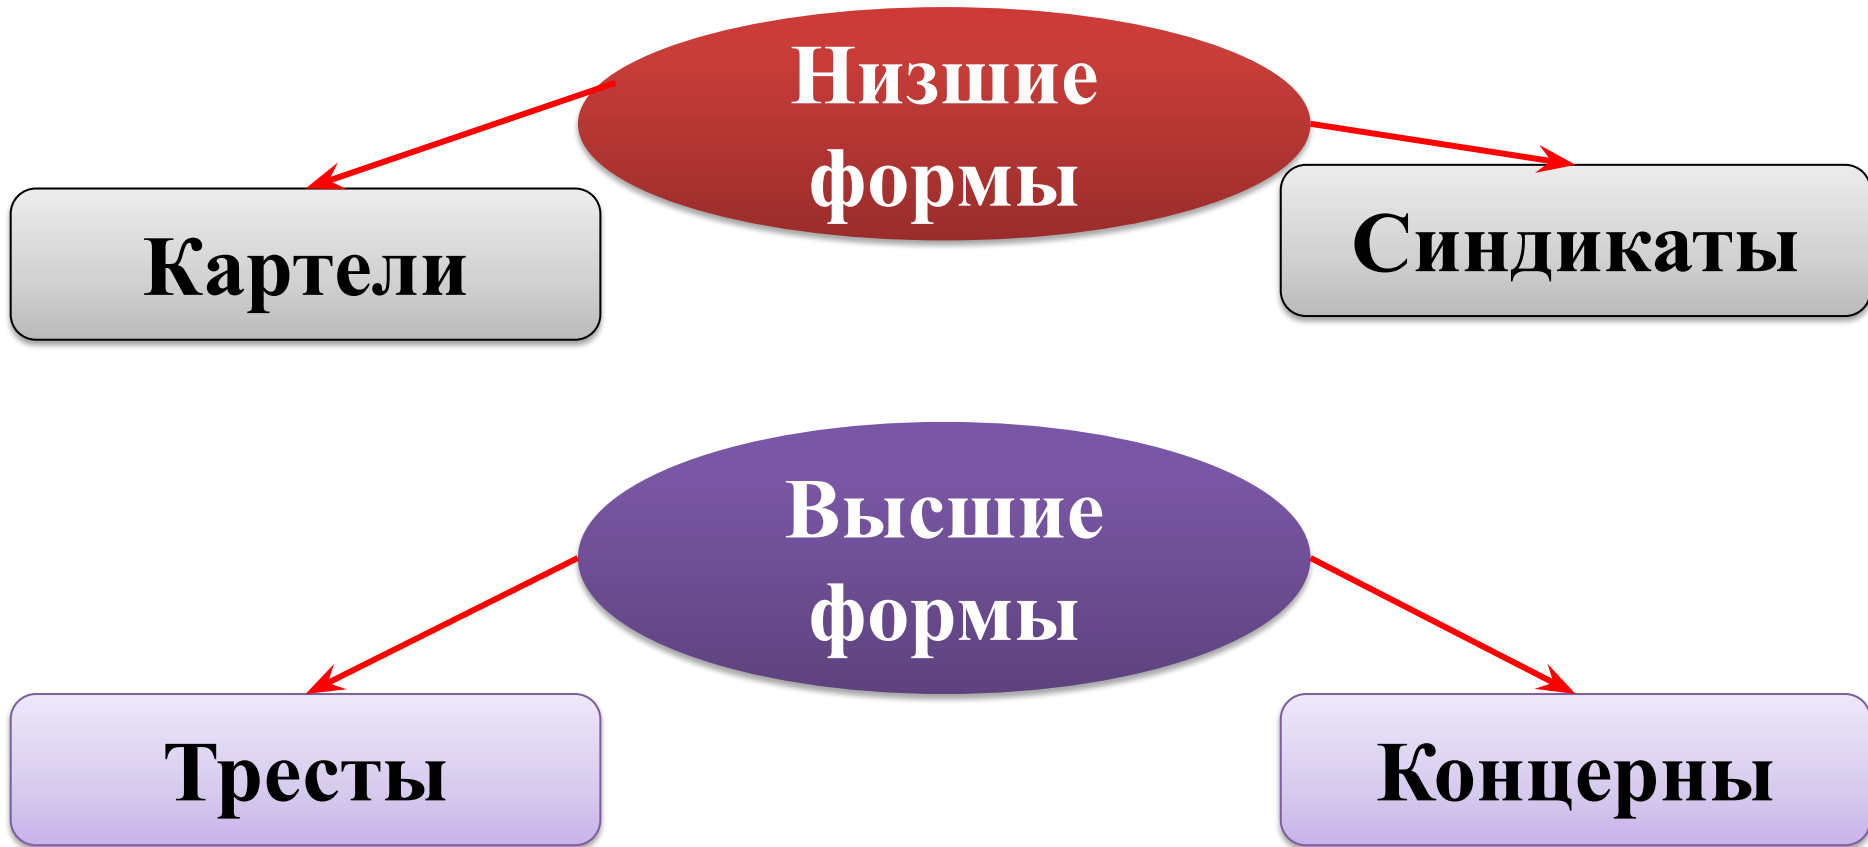 Низшие
формы
Картели
Синдикаты
Высшие
формы
Тресты
Концерны